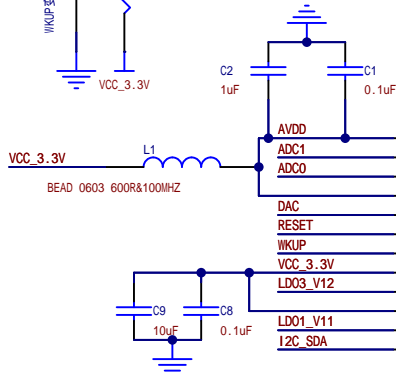 WKUP
VCC_3.3V
C2
1uF
C1
0.1uF
AVDD
ADC1
ADC0
VCC_3.3V
L1
BEAD 0603 600R&100MHZ
DAC
RESET
WKUP
VCC_3.3V
LDO3_V12
C9
10uF
C8
0.1uF
LDO1_V11
I2C_SDA